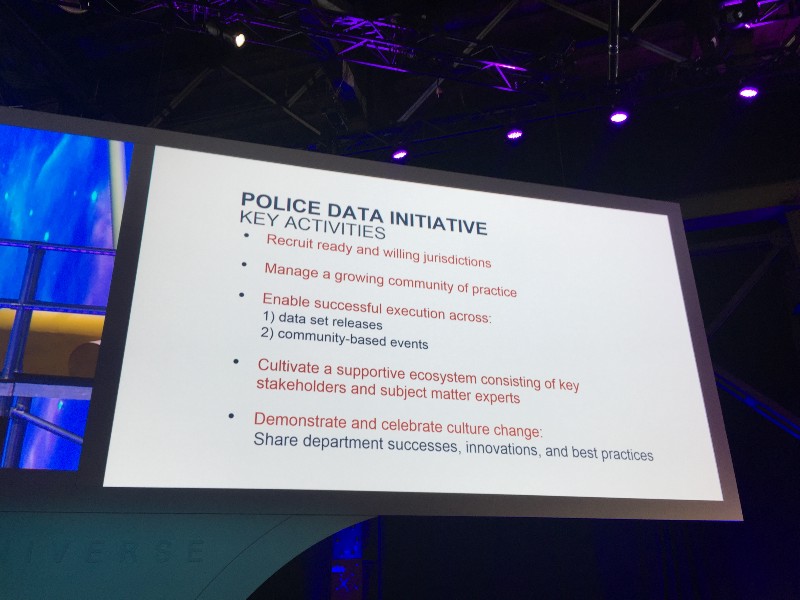 POLICE DATA INITIATIVE
KEY ACTIVITIES
• Recruit ready and willing jurisdictions
• Manage a growing community of practice
• Enable successful execution across:
1) data set releases
2) community-based events
• Cultivate a supportive ecosystem consisting of key
stakeholders and subject matter experts
• Demonstrate and celebrate culture change:
Share department successes, innovations, and best practices
IVERSE